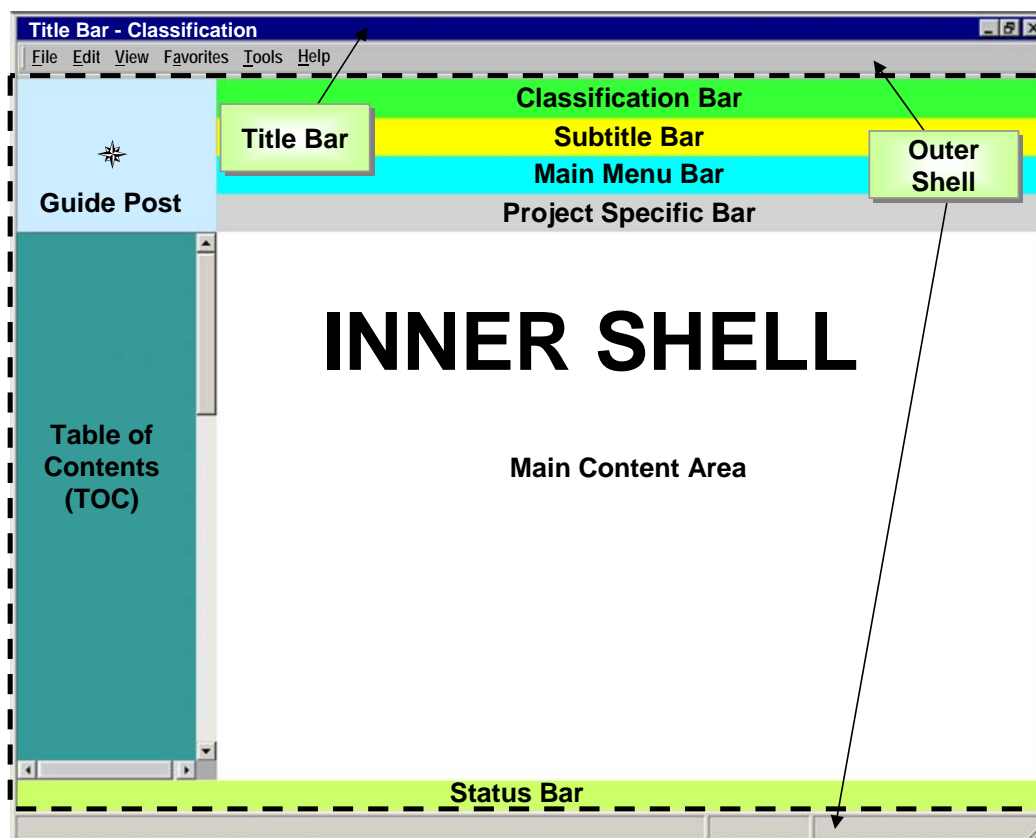 Title Bar - Classification
File Edit View Favorites Tools Help
Classification Bar
Title Bar
Subtitle Bar
Outer
Shell
Main Menu Bar
Guide Post
Project Specific Bar
INNER SHELL
Table of
Contents
(TOC)
Main Content Area
Status Bar